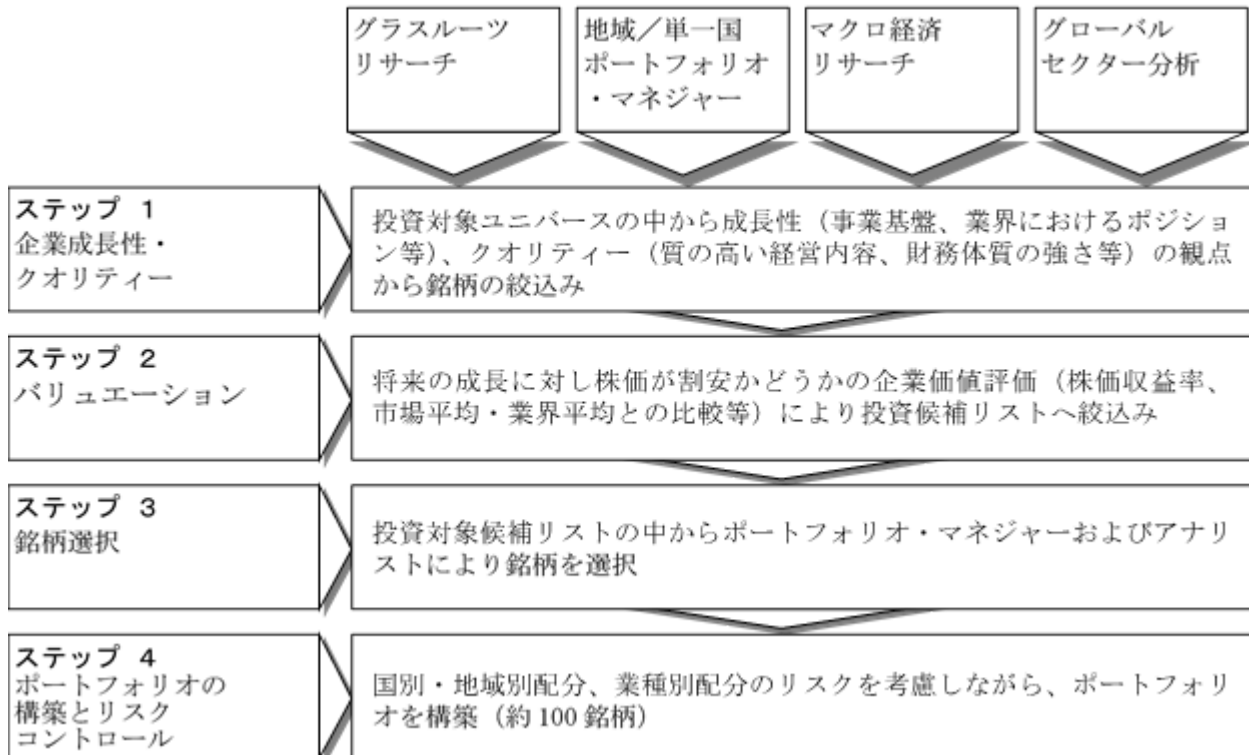 グラスルーツ
リサーチ
地域／単一国
ポートフォリオ
・マネジャー
マクロ経済
リサーチ
グローバル
セクター分析
ステップ 1
企業成長性・
クオリティー
投資対象ユニバースの中から成長性（事業基盤、業界におけるポジション
ン等）、クオリティー（質の高い経営内容、財務体質の強さ等）の観点
から銘柄の絞込み
ステップ 2
バリュエーション
将来の成長に対し株価が割安かどうかの企業価値評価（株価収益率、
市場平均・業界平均との比較等）により投資候補リストへ絞込み
ステップ 3
銘柄選択
投資対象候補リストの中からポートフォリオ・マネジャーおよびアナリ
ストにより銘柄を選択
ステップ 4
ポートフォリオの
構築とリスク
コントロール
国別・地域別配分、業種別配分のリスクを考慮しながら、ポートフォリ
オを構築（約 100 銘柄）